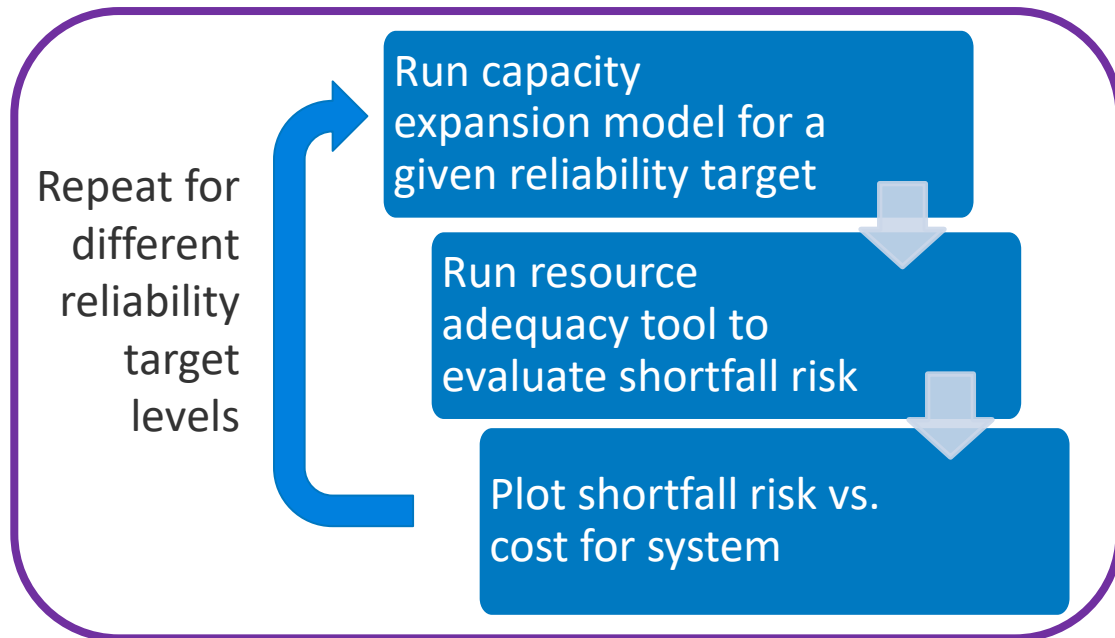 Run capacity
expansion model for a
given reliability target
Repeat for
different
reliability
target
levels
Run resource
adequacy tool to
evaluate shortfall risk
Plot shortfall risk vs.
cost for system